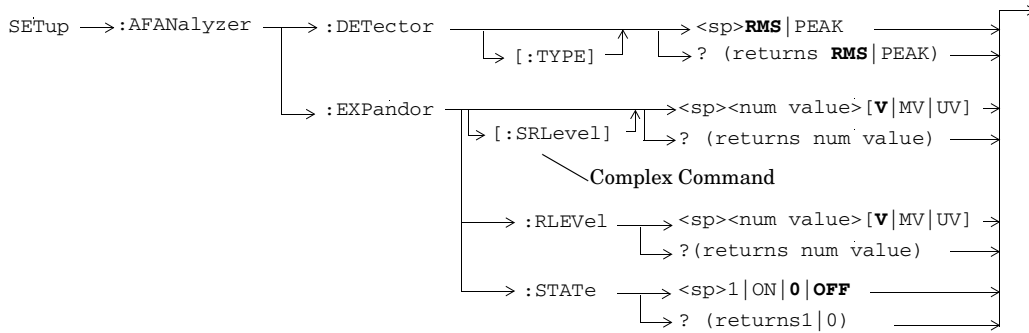 SETup :AFANalyzer :DETector <sp>RMS|PEAK
[:TYPE] ? (returns RMS|PEAK)
:EXPandor <sp><num value>[V|MV|UV]
[:SRLevel] ? (returns num value)
Complex Command
:RLEVel <sp><num value>[V|MV|UV]
?(returns num value)
:STATe <sp>1|ON|0|OFF
? (returns1|0)